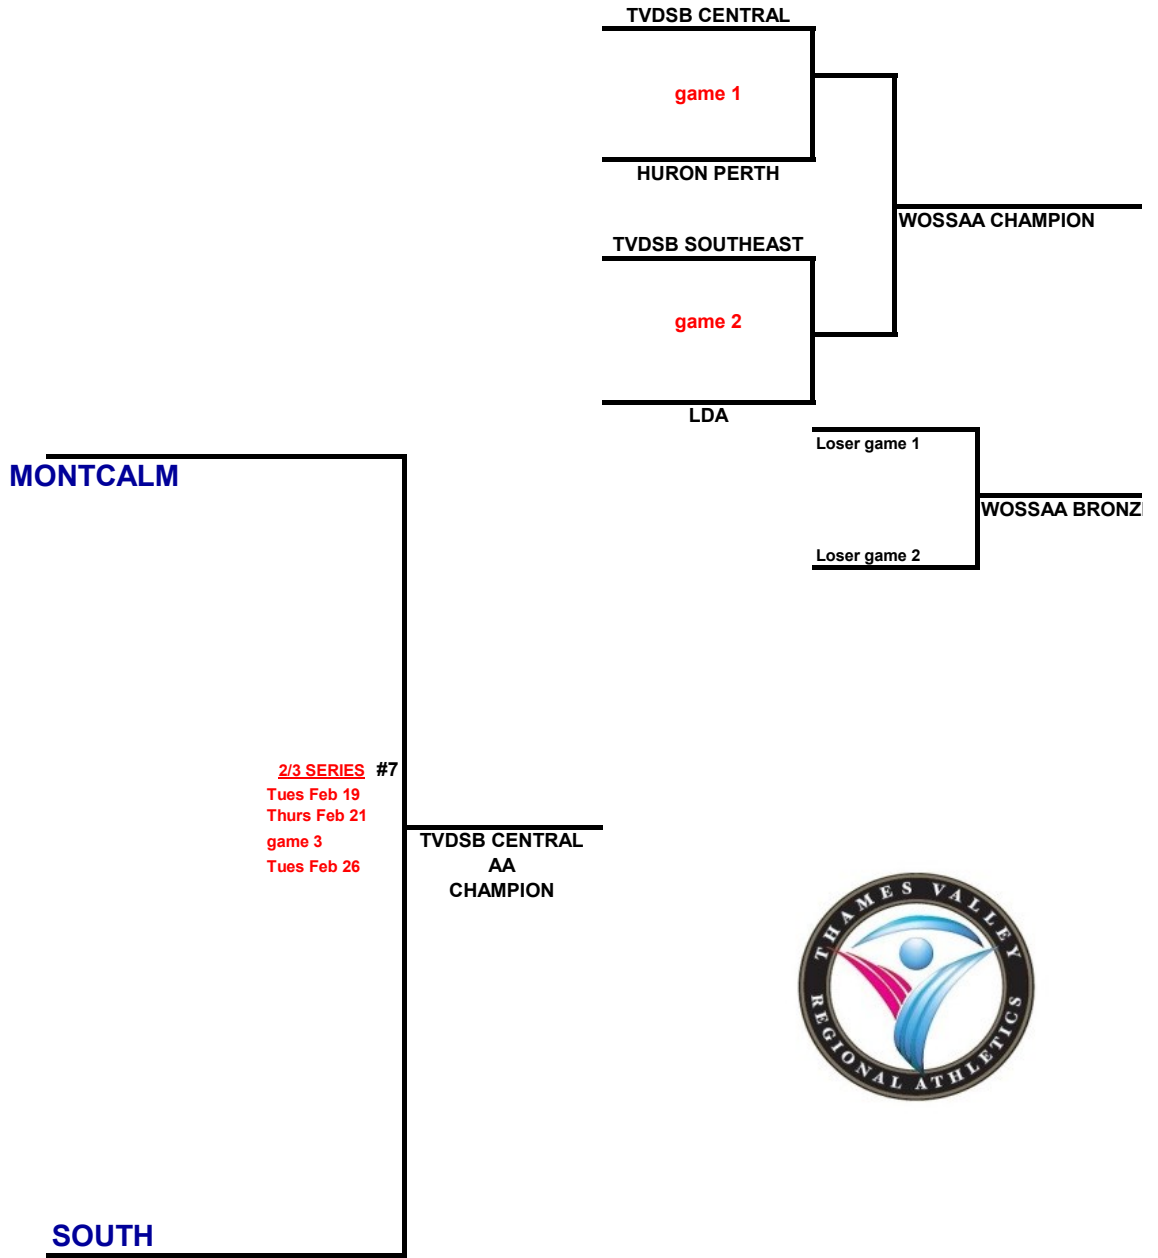 TVDSB CENTRAL
game 1
HURON PERTH
WOSSAA CHAMPION
TVDSB SOUTHEAST
game 2
LDA
Loser game 1
MONTCALM
WOSSAA BRONZ
Loser game 2
2/3 SERIES #7
Tues Feb 19
Thurs Feb 21
game 3
Tues Feb 26
TVDSB CENTRAL
AA
CHAMPION
THAMES VALLEY
REGIONAL ATHLETICS
SOUTH